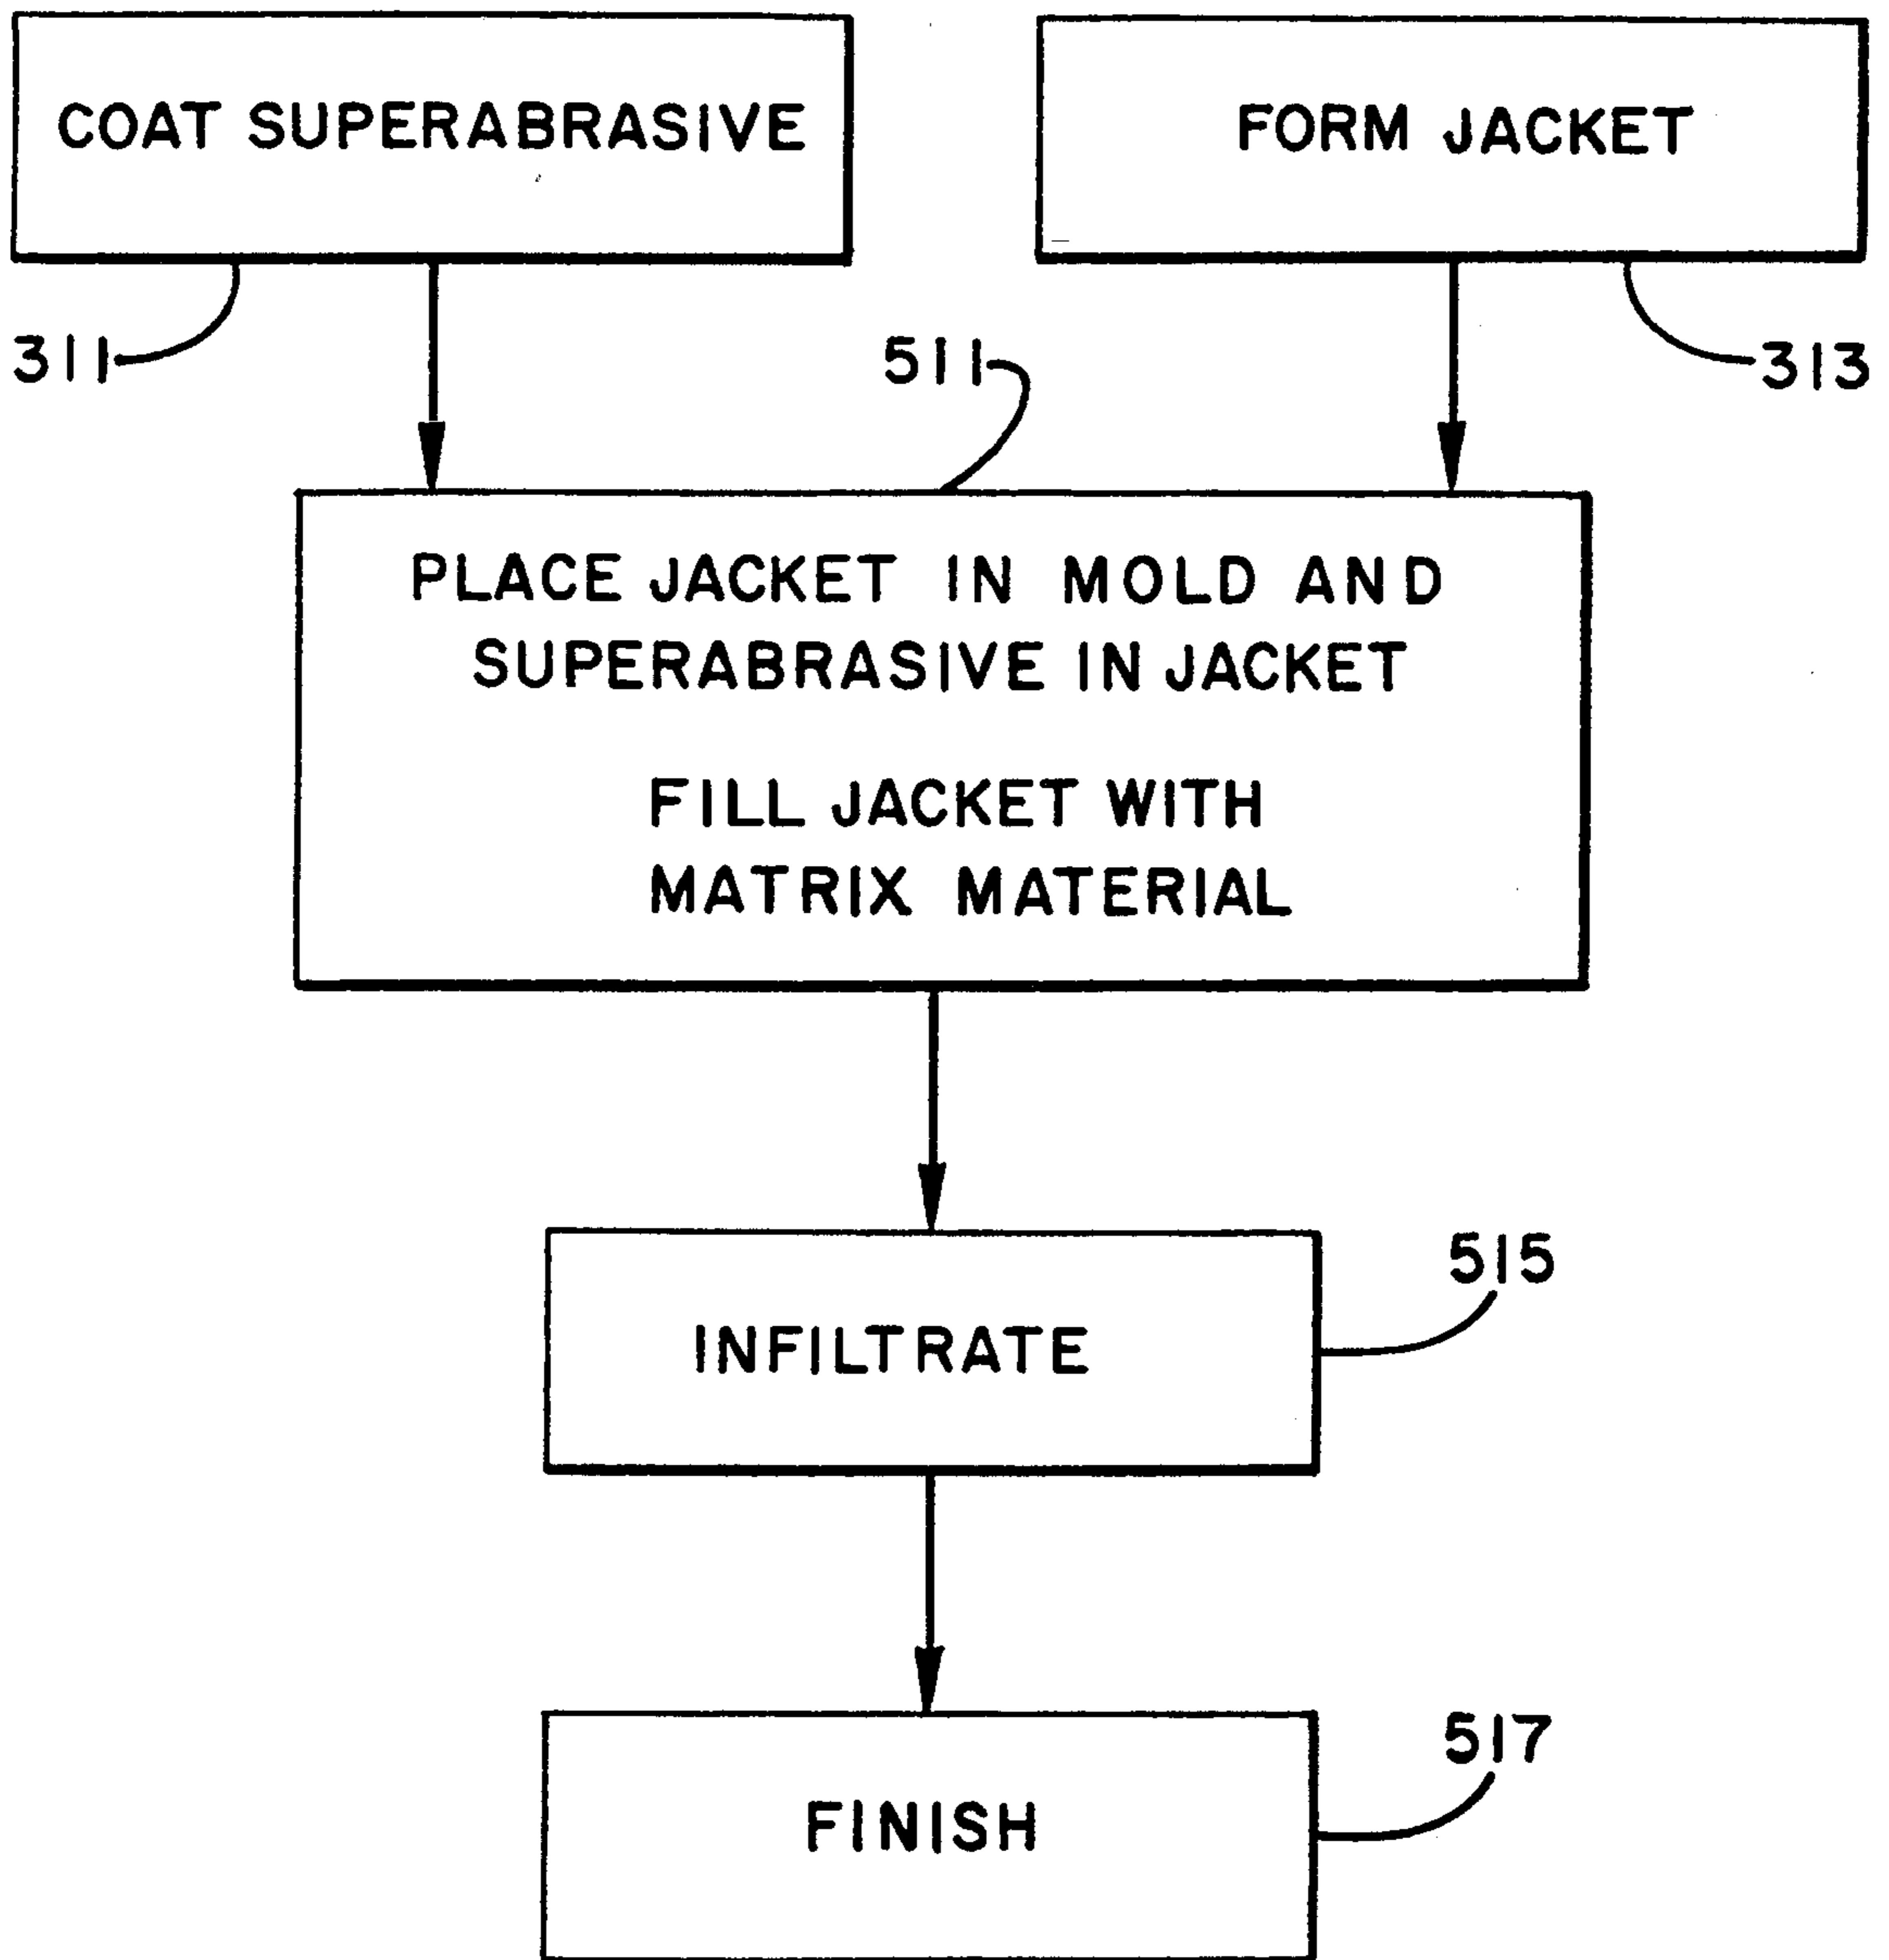 COAT SUPERABRASIVE
FORM JACKET
311
511
313
PLACE JACKET IN MOLD AND
SUPERABRASIVE IN JACKET
FILL JACKET WITH
MATRIX MATERIAL
515
INFILTRATE
517
FINISH